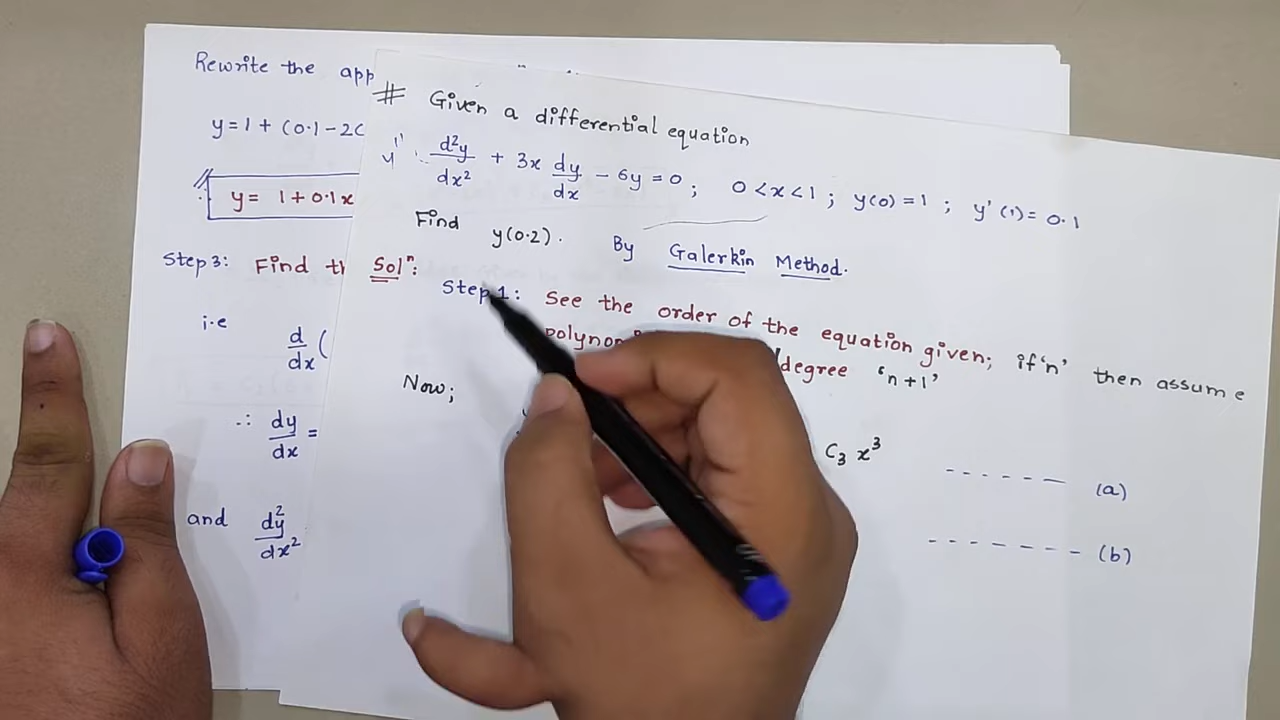 Rewrite the app
y=1+(0.1-2C
y= 1+0.1x
Step3: Find th
i.e d/dx (
∴ dy/dx =
and d²y/dx²
# Given a differential equation
y'' d²y/dx² + 3x dy/dx - 6y = 0 ; 0<x<1 ; y(0)=1 ; y'(1)=0.1
Find y(0.2). By Galerkin Method.
Solⁿ:
Step 1: See the order of the equation given; if 'n' then assume
degree 'n+1'
Now;
C₃ x³ ------ (a)
------- (b)